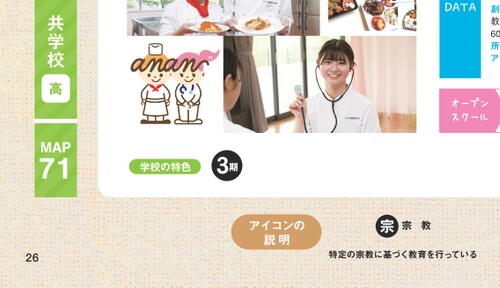 共学校
高
MAP
71
anan
DATA
創
教
60
所
ア
オープン
スクール
学校の特色
3期
アイコンの
説明
宗 宗教
特定の宗教に基づく教育を行っている
26